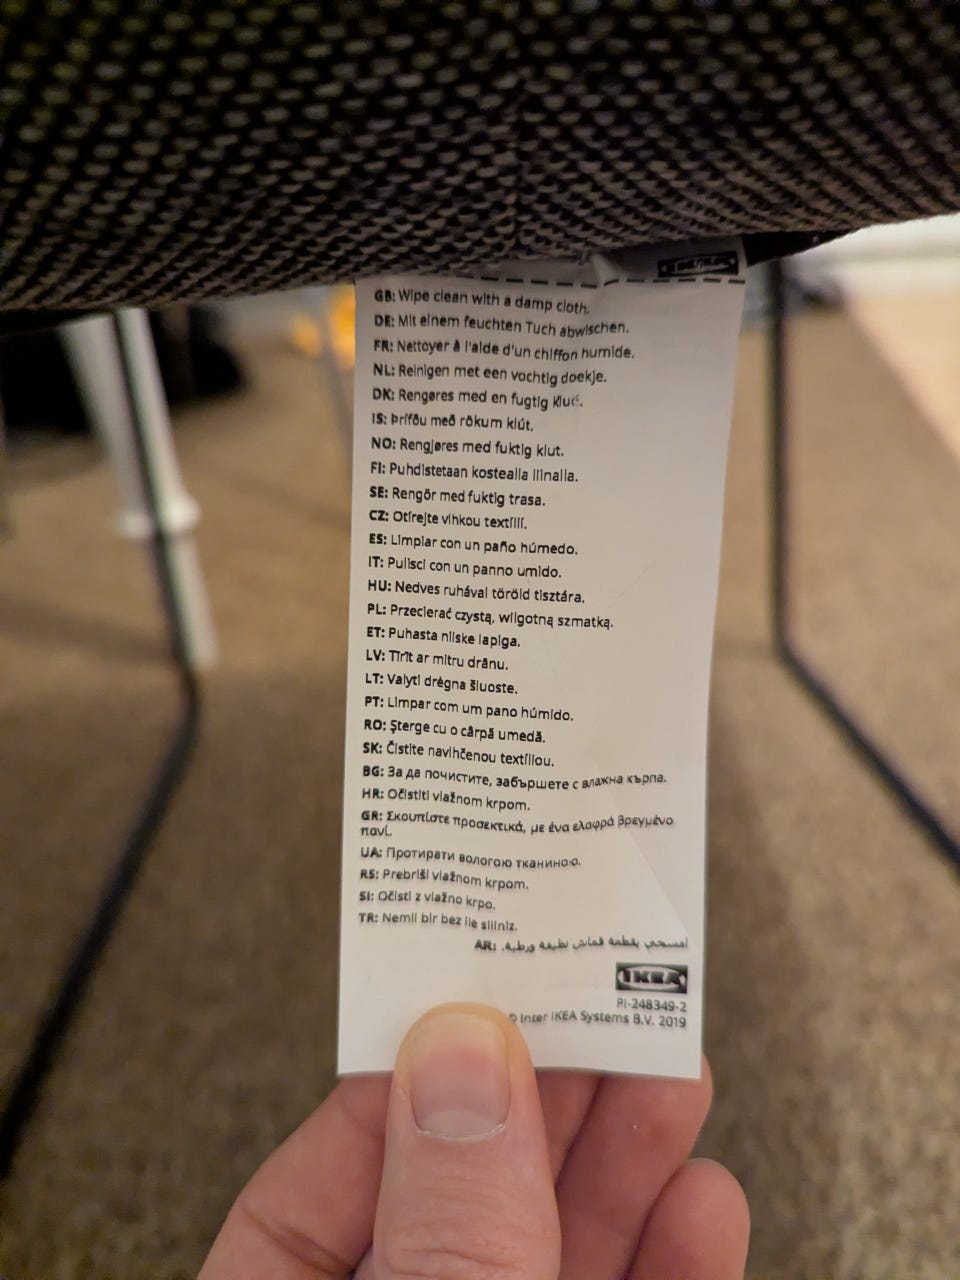 IKEA
GB: Wipe clean with a damp cloth.
DE: Mit einem feuchten Tuch abwischen.
FR: Nettoyer à l'aide d'un chiffon humide.
NL: Reinigen met een vochtig doekje.
DK: Rengøres med en fugtig klud.
IS: Þrífðu með rökum klút.
NO: Rengjøres med fuktig klut.
FI: Puhdistetaan kostealla liinalla.
SE: Rengör med fuktig trasa.
CZ: Otírejte vlhkou textilií.
ES: Limpiar con un paño húmedo.
IT: Pulisci con un panno umido.
HU: Nedves ruhával töröld tisztára.
PL: Przecierać czystą, wilgotną szmatką.
ET: Puhasta niiske lapiga.
LV: Tīrīt ar mitru drānu.
LT: Valyti drėgna šluoste.
PT: Limpar com um pano húmido.
RO: Şterge cu o cârpă umedă.
SK: Čistite navlhčenou textíliou.
BG: За да почистите, забършете с влажна кърпа.
HR: Očistiti vlažnom krpom.
GR: Σκουπίστε προσεκτικά, με ένα ελαφρά βρεγμένο
πανί.
UA: Протирати вологою тканиною.
RS: Prebriši vlažnom krpom.
SI: Očisti z vlažno krpo.
TR: Nemli bir bez ile siliniz.
AR: امسحي بقطعة قماش نظيفة ورطبة.
IKEA
PI-248349-2
© Inter IKEA Systems B.V. 2019